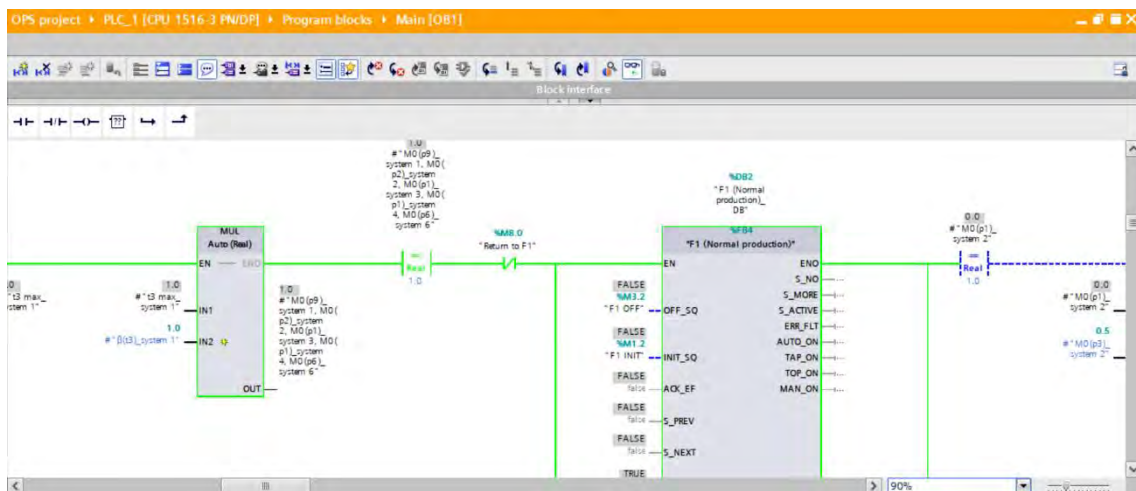 OPS project ▸ PLC_1 [CPU 1516-3 PN/DP] ▸ Program blocks ▸ Main [OB1]
Block interface
1.0
#"M0(p9)_
system 1, M0(
p2)_system
2, M0(p1)_
system 3, M0(
p1)_system
4, M0(p6)_
system 6"
==
Real
1.0
%M8.0
"Return to F1"
MUL
Auto (Real)
EN
ENO
1.0
#"t3 max_
system 1"
IN1
1.0
#"β(t3)_system 1"
IN2
OUT
1.0
#"M0(p9)_
system 1, M0(
p2)_system
2, M0(p1)_
system 3, M0(
p1)_system
4, M0(p6)_
system 6"
.0
"t3 max_
ystem 1"
%DB2
"F1 (Normal
production)_
DB"
%FB4
"F1 (Normal production)"
EN
ENO
S_NO
S_MORE
S_ACTIVE
ERR_FLT
AUTO_ON
TAP_ON
TOP_ON
MAN_ON
FALSE
%M3.2
"F1 OFF"
OFF_SQ
FALSE
%M1.2
"F1 INIT"
INIT_SQ
FALSE
false
ACK_EF
FALSE
false
S_PREV
FALSE
false
S_NEXT
TRUE
0.0
#"M0(p1)_
system 2"
==
Real
1.0
0.0
#"M0(p1)_
system 2"
0.5
#"M0(p3)_
system 2"
90%